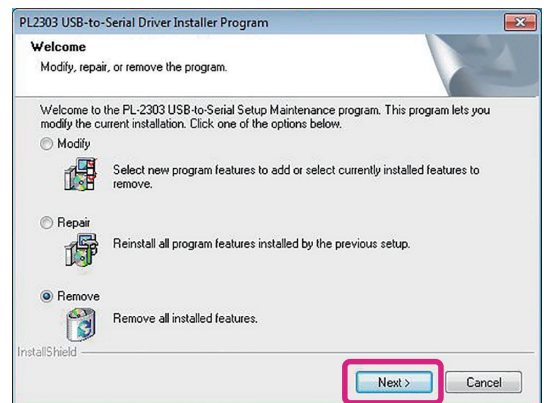 PL2303 USB-to-Serial Driver Installer Program
Welcome
Modify, repair, or remove the program.
Welcome to the PL-2303 USB-to-Serial Setup Maintenance program. This program lets you
modify the current installation. Click one of the options below.
Modify
Select new program features to add or select currently installed features to
remove.
Repair
Reinstall all program features installed by the previous setup.
Remove
Remove all installed features.
InstallShield
Next >
Cancel